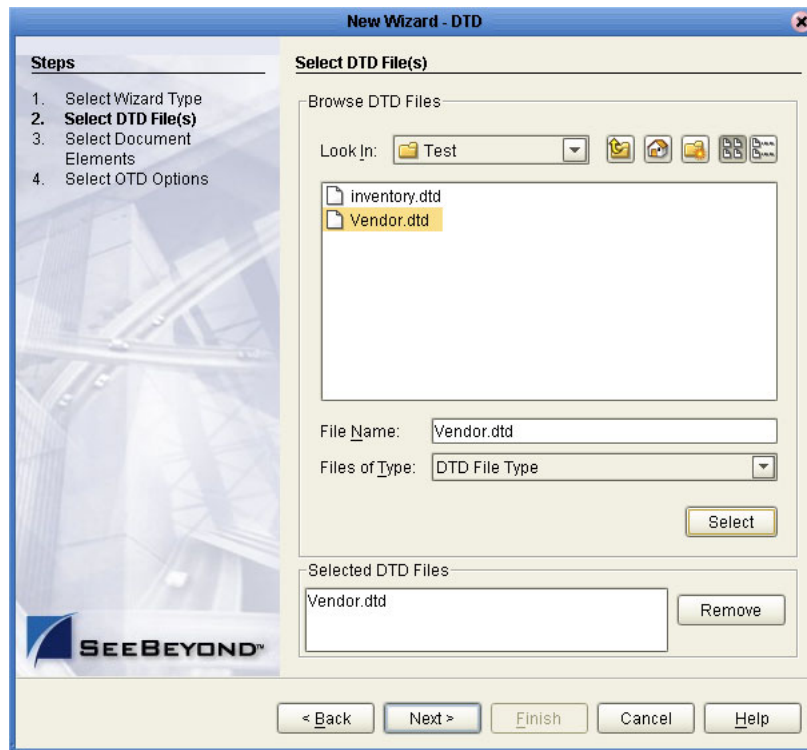 New Wizard - DTD
Steps
1. Select Wizard Type
2. Select DTD File(s)
3. Select Document
Elements
4. Select OTD Options
SEEBEYOND™
Select DTD File(s)
Browse DTD Files
Look In: Test
inventory.dtd
Vendor.dtd
File Name: Vendor.dtd
Files of Type: DTD File Type
Select
Selected DTD Files
Vendor.dtd
Remove
< Back Next > Finish Cancel Help